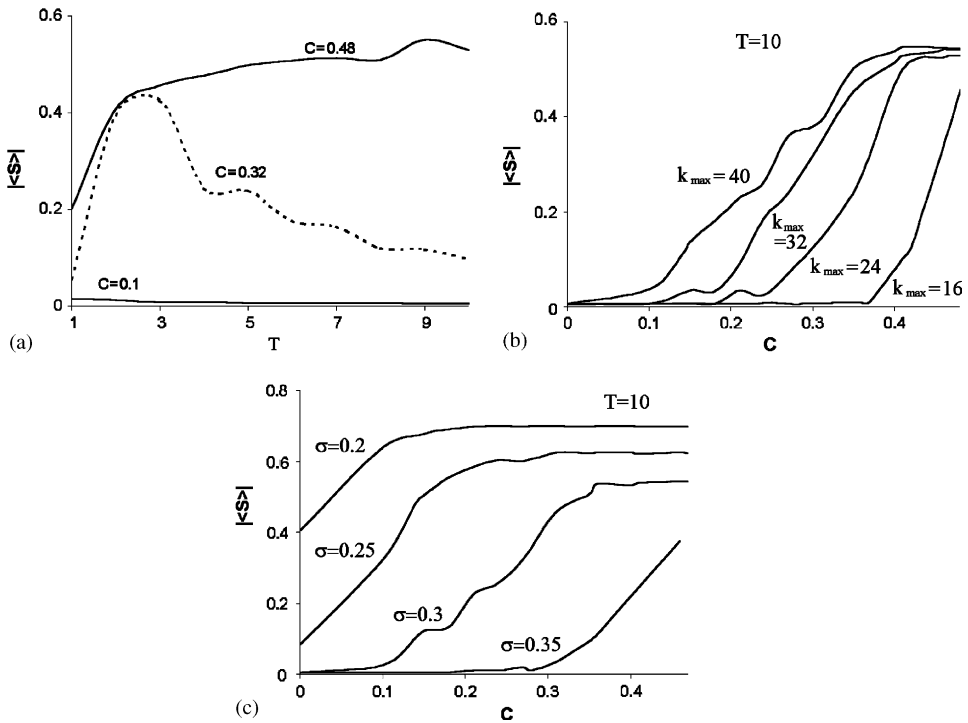 0.6
0.4
0.2
0
|<S>|
C=0.48
C=0.32
C=0.1
1
3
5
7
9
T
(a)
0.6
0.4
0.2
0
|<S>|
T=10
k max = 40
k max = 32
k max = 24
k max = 16
0
0.1
0.2
0.3
0.4
C
(b)
0.8
0.6
0.4
0.2
0
|<S>|
T=10
σ=0.2
σ=0.25
σ=0.3
σ=0.35
0
0.1
0.2
0.3
0.4
C
(c)